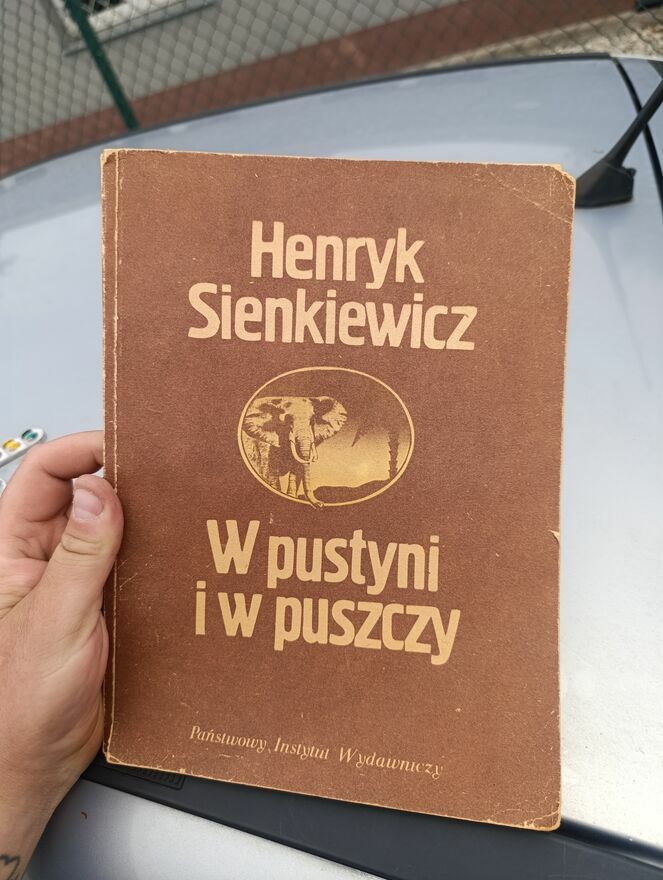 Henryk
Sienkiewicz
W pustyni
i w puszczy
Państwowy Instytut Wydawniczy